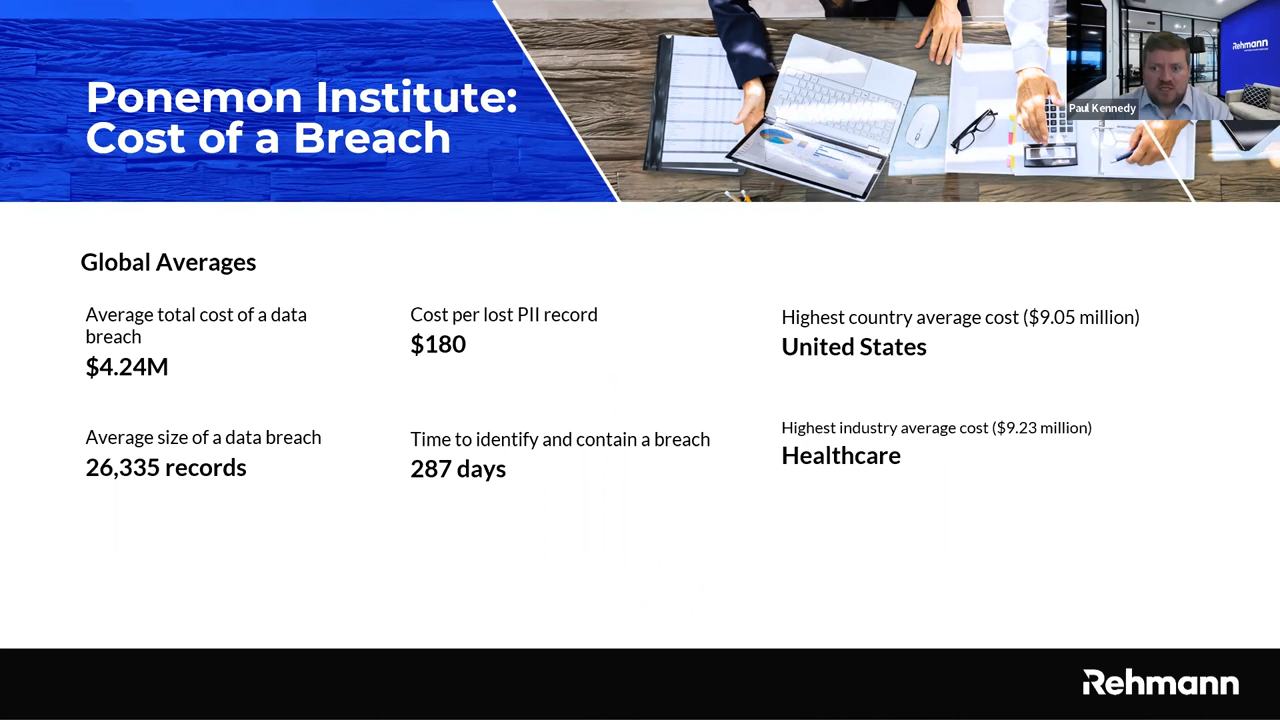 Ponemon Institute:
Cost of a Breach
Rehmann
Paul Kennedy
Global Averages
Average total cost of a data
breach
$4.24M
Cost per lost PII record
$180
Highest country average cost ($9.05 million)
United States
Average size of a data breach
26,335 records
Time to identify and contain a breach
287 days
Highest industry average cost ($9.23 million)
Healthcare
Rehmann